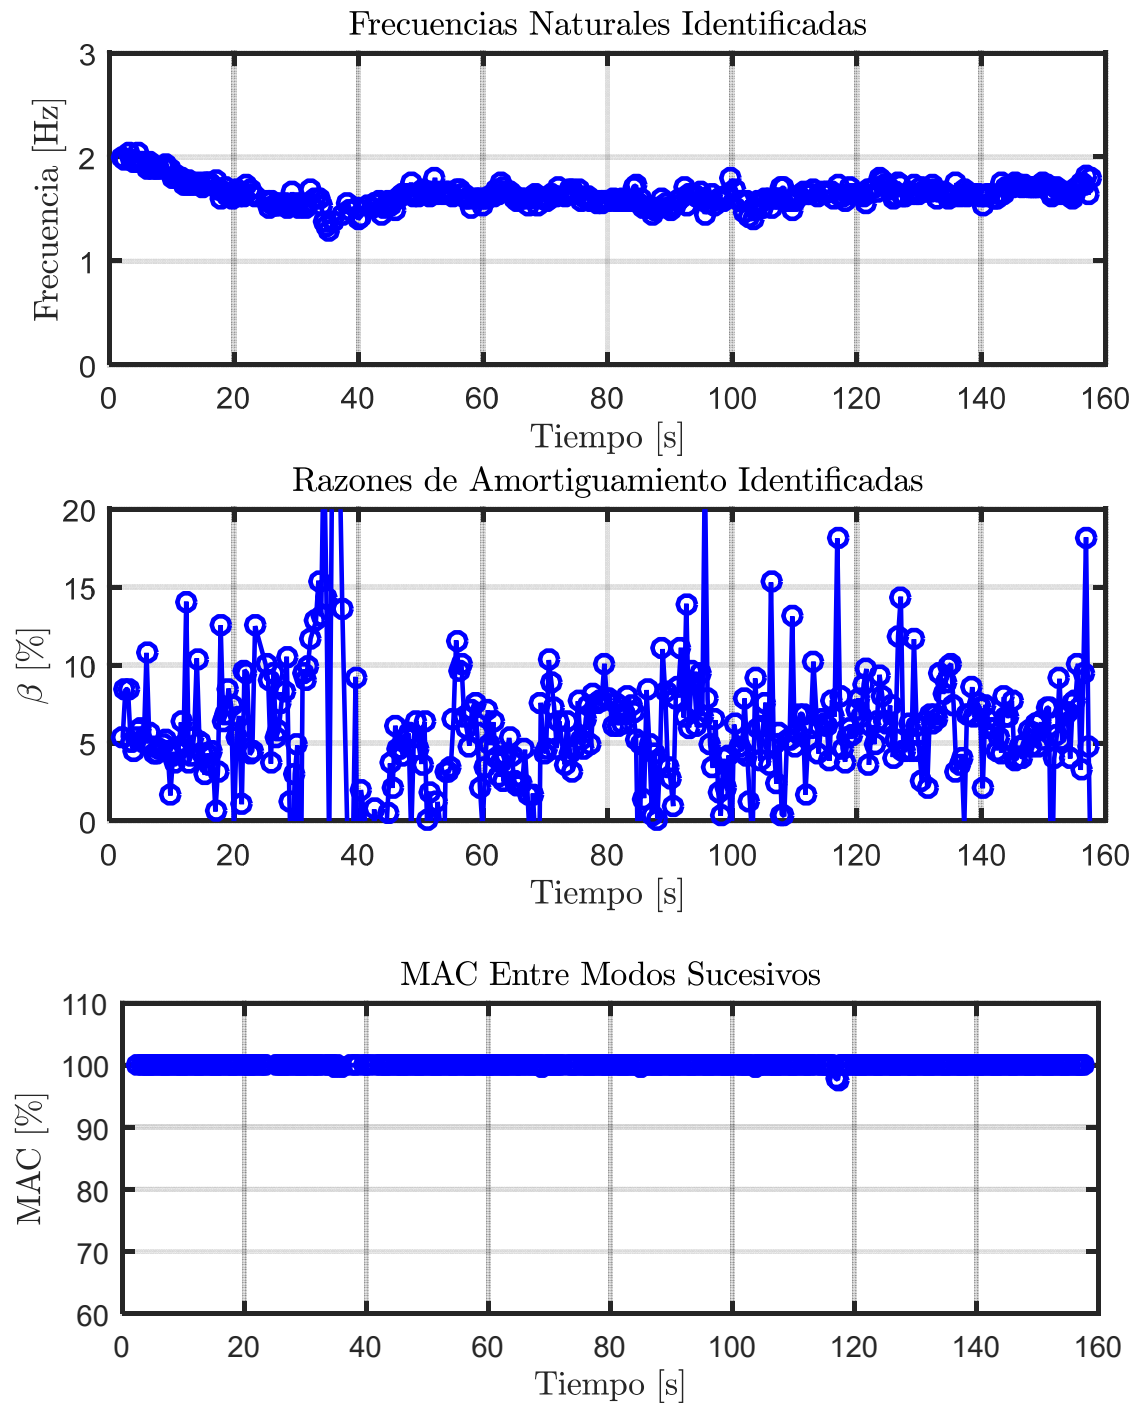 Frecuencias Naturales Identificadas
3
2
1
0
Frecuencia [Hz]
0 20 40 60 80 100 120 140 160
Tiempo [s]
Razones de Amortiguamiento Identificadas
20
15
10
5
0
β [%]
0 20 40 60 80 100 120 140 160
Tiempo [s]
MAC Entre Modos Sucesivos
110
100
90
80
70
60
MAC [%]
0 20 40 60 80 100 120 140 160
Tiempo [s]